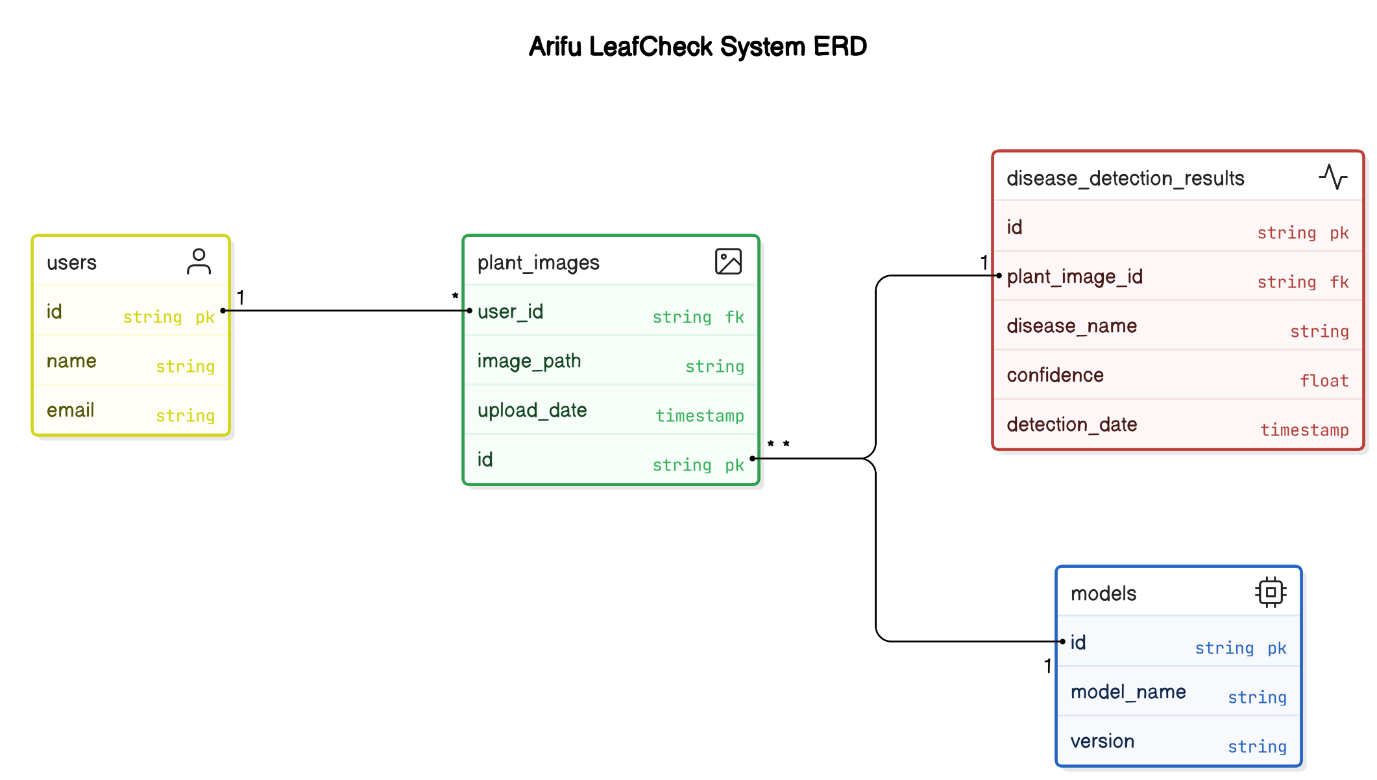 Arifu LeafCheck System ERD
users
id string pk
name string
email string
1 *
plant_images
user_id string fk
image_path string
upload_date timestamp
id string pk
* *
disease_detection_results
id string pk
1
plant_image_id string fk
disease_name string
confidence float
detection_date timestamp
models
id string pk
1
model_name string
version string